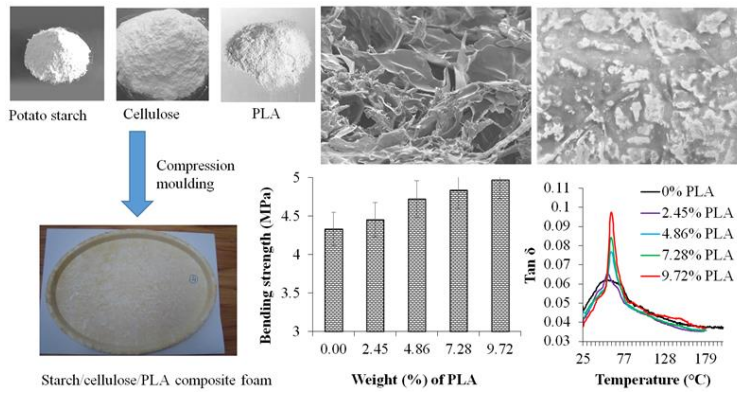 Potato starch
Cellulose
PLA
Compression
moulding
Starch/cellulose/PLA composite foam
Bending strength (MPa)
5
4.5
4
3.5
3
0.00 2.45 4.86 7.28 9.72
Weight (%) of PLA
Tan δ
0.11
0.1
0.09
0.08
0.07
0.06
0.05
0.04
0.03
0% PLA
2.45% PLA
4.86% PLA
7.28% PLA
9.72% PLA
25 77 128 179
Temperature (°C)